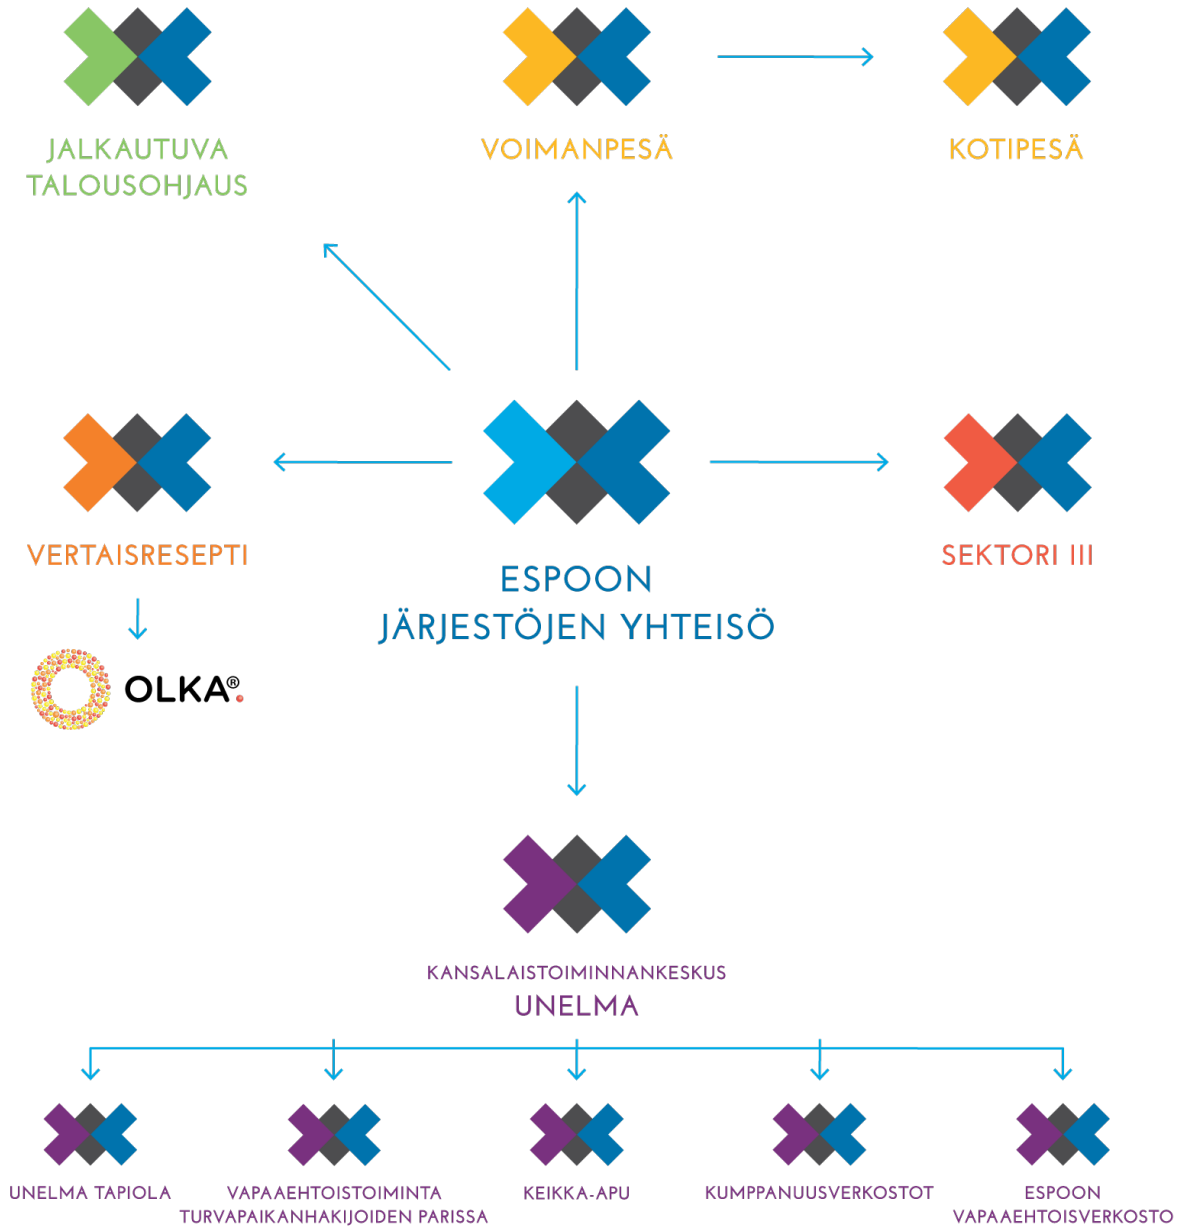 JALKAUTUVA
TALOUSOHJAUS
VOIMANPESÄ
KOTIPESÄ
VERTAISRESEPTI
OLKA®
ESPOON
JÄRJESTÖJEN YHTEISÖ
SEKTORI III
KANSALAISTOIMINNANKESKUS
UNELMA
UNELMA TAPIOLA
VAPAAEHTOISTOIMINTA
TURVAPAIKANHAKIJOIDEN PARISSA
KEIKKA-APU
KUMPPANUUSVERKOSTOT
ESPOON
VAPAAEHTOISVERKOSTO